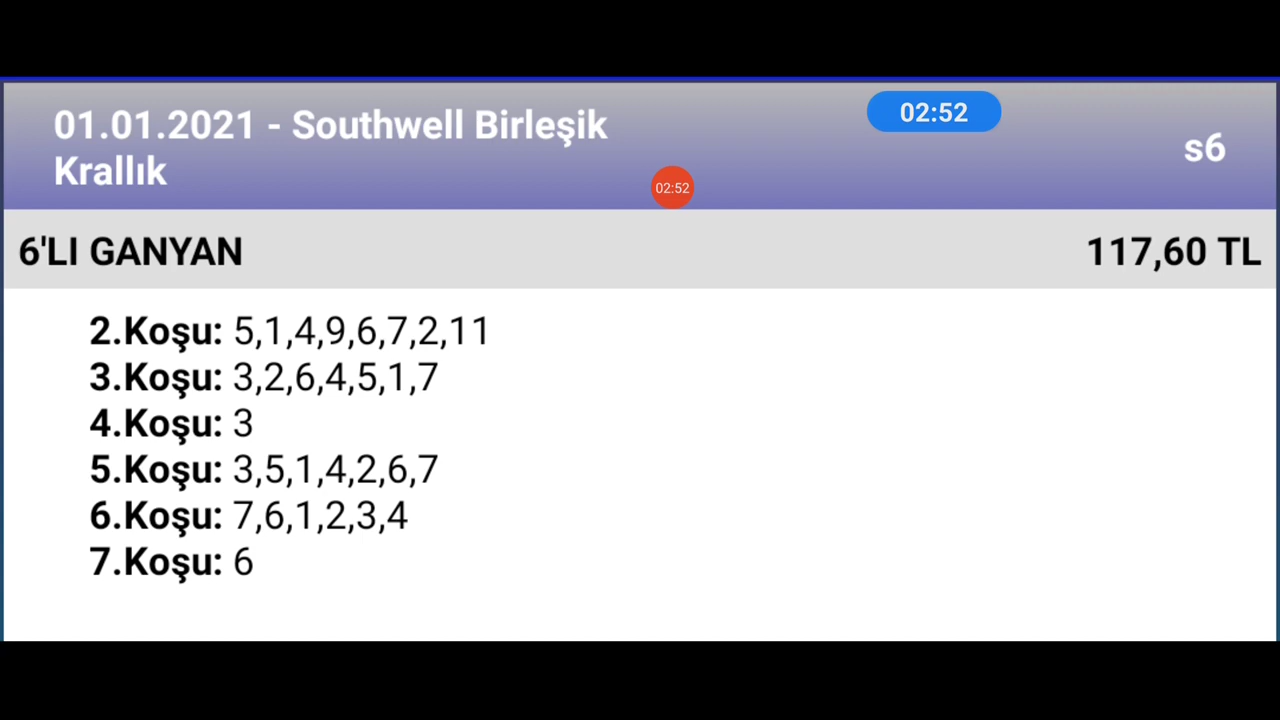 01.01.2021 - Southwell Birleşik
Krallık
02:52
s6
02:52
6'LI GANYAN 117,60 TL
2.Koşu: 5,1,4,9,6,7,2,11
3.Koşu: 3,2,6,4,5,1,7
4.Koşu: 3
5.Koşu: 3,5,1,4,2,6,7
6.Koşu: 7,6,1,2,3,4
7.Koşu: 6